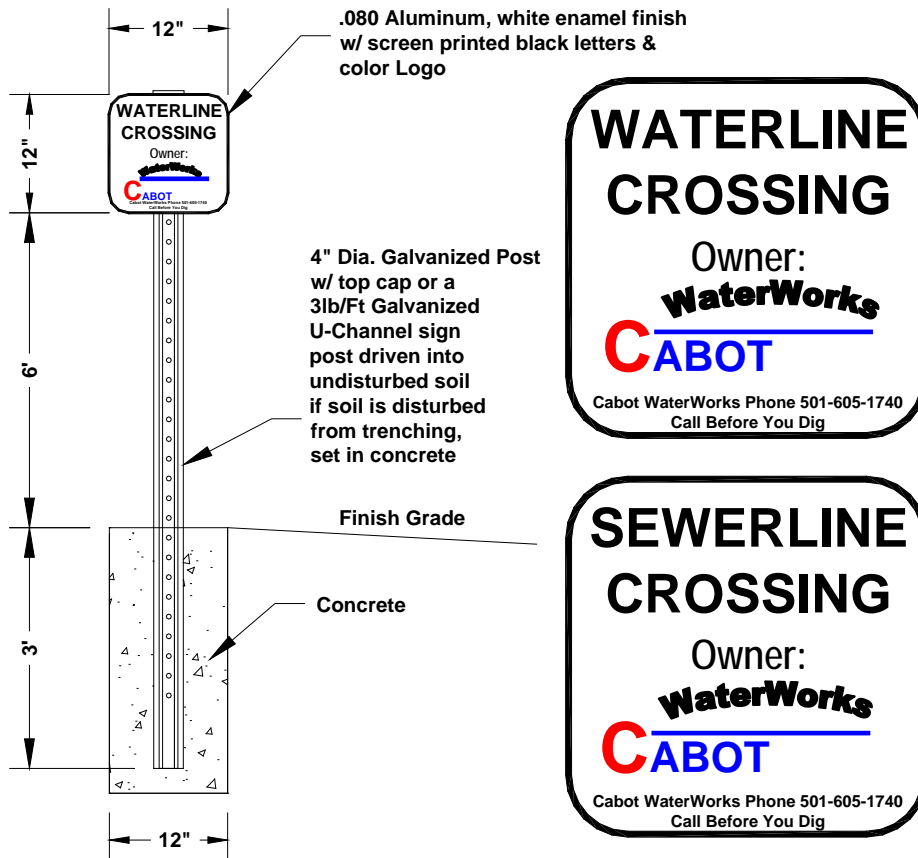 12"
.080 Aluminum, white enamel finish
w/ screen printed black letters &
color Logo
12"
WATERLINE
CROSSING
Owner:
WaterWorks
CABOT
Cabot WaterWorks Phone 501-605-1740
Call Before You Dig
6'
4" Dia. Galvanized Post
w/ top cap or a
3lb/Ft Galvanized
U-Channel sign
post driven into
undisturbed soil
if soil is disturbed
from trenching,
set in concrete
Finish Grade
3'
Concrete
12"
WATERLINE
CROSSING
Owner:
WaterWorks
CABOT
Cabot WaterWorks Phone 501-605-1740
Call Before You Dig
SEWERLINE
CROSSING
Owner:
WaterWorks
CABOT
Cabot WaterWorks Phone 501-605-1740
Call Before You Dig